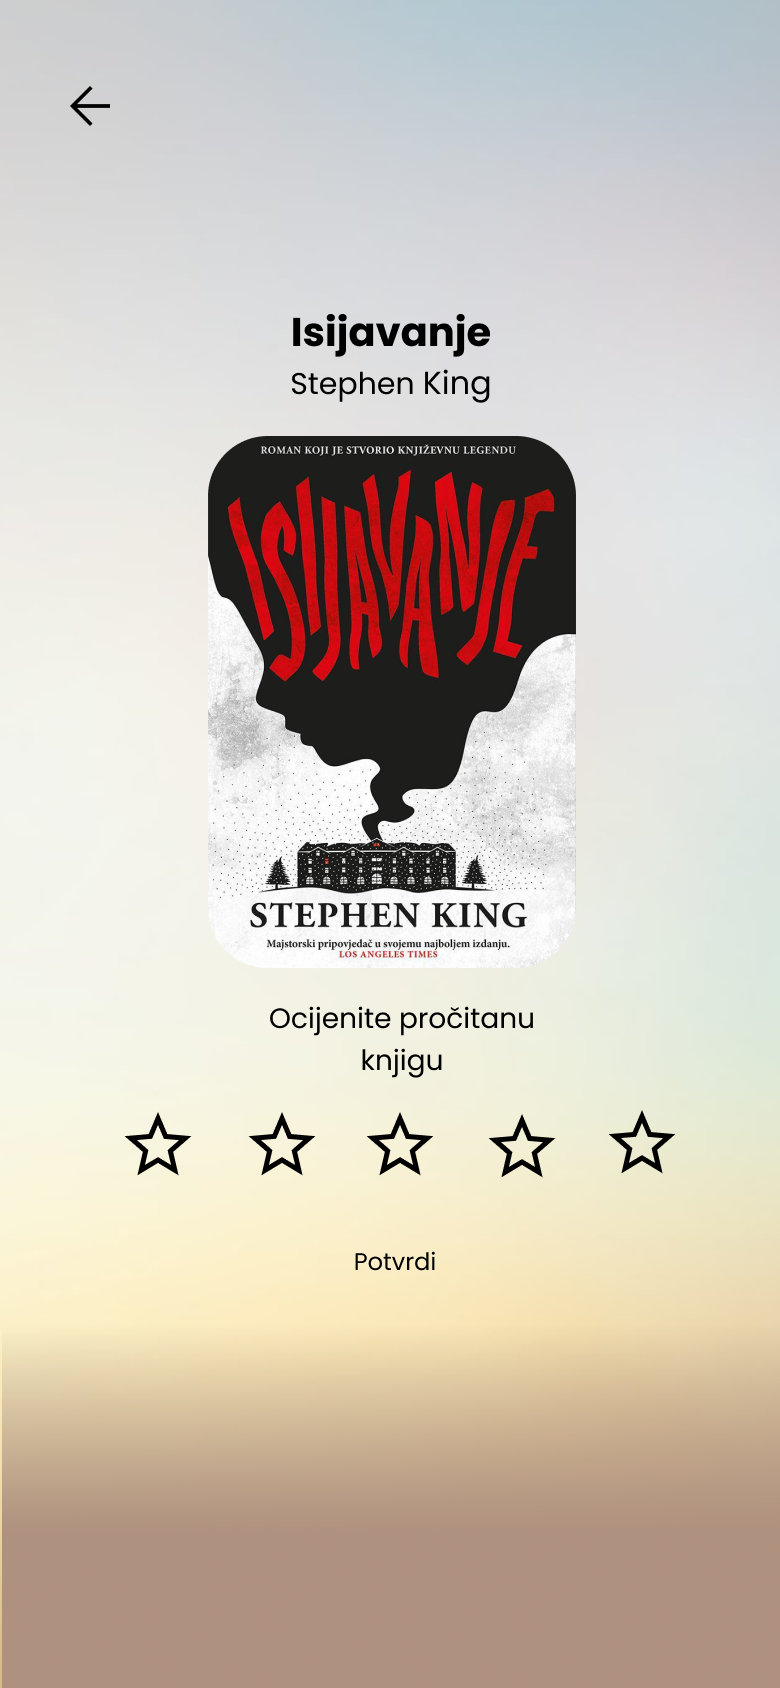 Isijavanje
Stephen King
ROMAN KOJI JE STVORIO KNJIŽEVNU LEGENDU
ISIJAVANJE
STEPHEN KING
Majstorski pripovjedač u svojemu najboljem izdanju.
LOS ANGELES TIMES
Ocijenite pročitanu
knjigu
Potvrdi